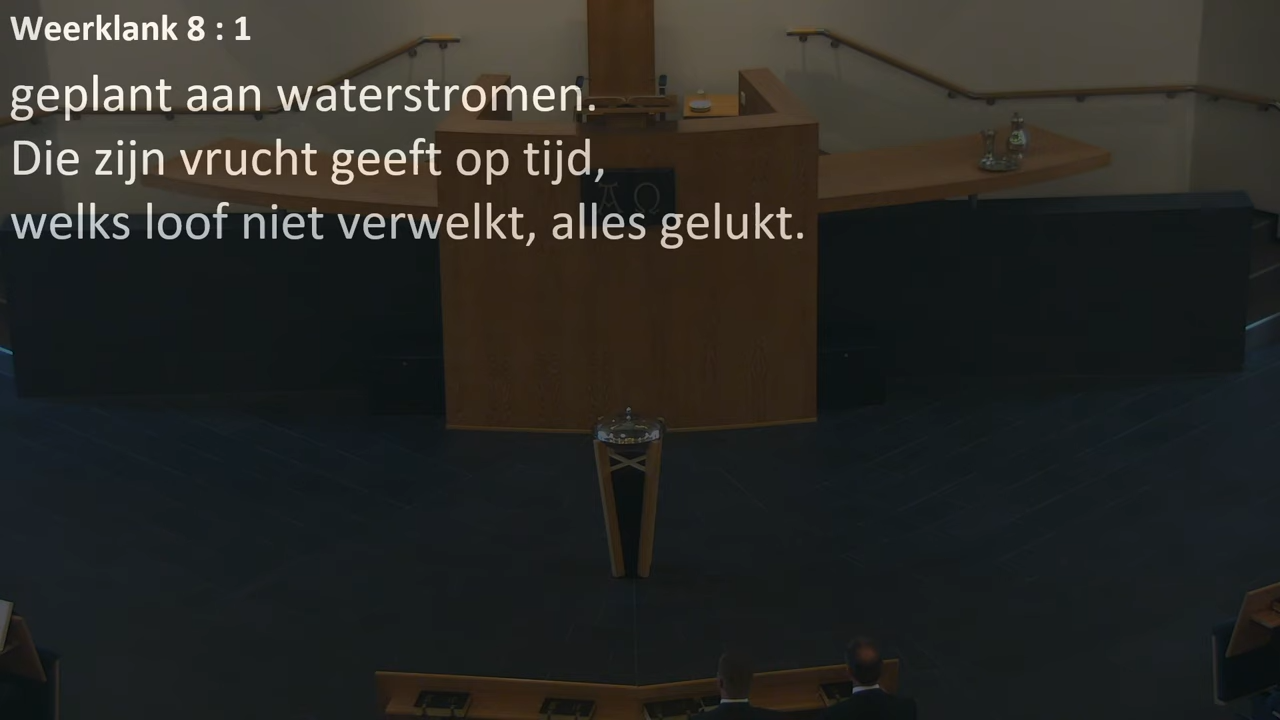 Weerklank 8 : 1
geplant aan waterstromen.
Die zijn vrucht geeft op tijd,
welks loof niet verwelkt, alles gelukt.
Α Ω